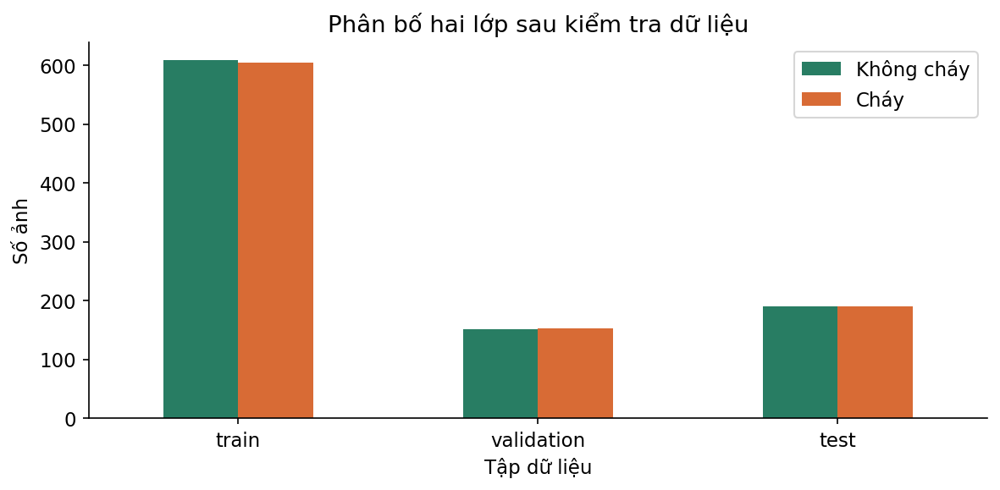 Phân bố hai lớp sau kiểm tra dữ liệu
Không cháy
Cháy
Số ảnh
600
500
400
300
200
100
0
train
validation
test
Tập dữ liệu